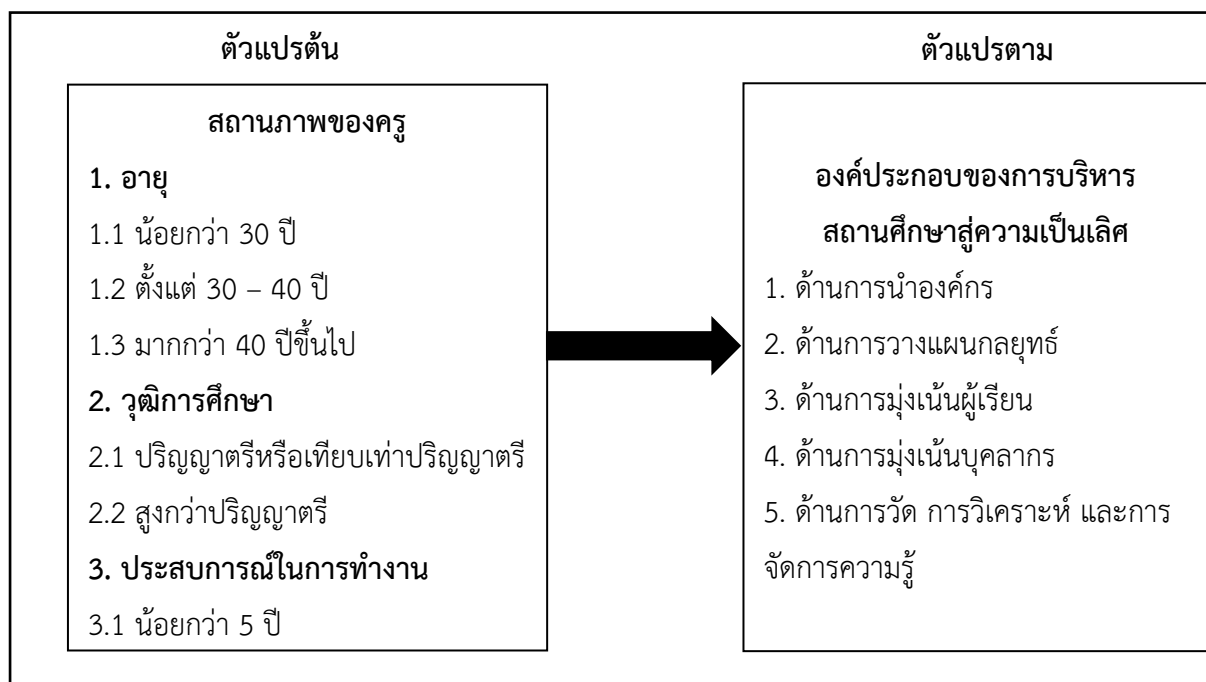 ตัวแปรต้น
สถานภาพของครู
1. อายุ
1.1 น้อยกว่า 30 ปี
1.2 ตั้งแต่ 30 – 40 ปี
1.3 มากกว่า 40 ปีขึ้นไป
2. วุฒิการศึกษา
2.1 ปริญญาตรีหรือเทียบเท่าปริญญาตรี
2.2 สูงกว่าปริญญาตรี
3. ประสบการณ์ในการทำงาน
3.1 น้อยกว่า 5 ปี
ตัวแปรตาม
องค์ประกอบของการบริหาร
สถานศึกษาสู่ความเป็นเลิศ
1. ด้านการนำองค์กร
2. ด้านการวางแผนกลยุทธ์
3. ด้านการมุ่งเน้นผู้เรียน
4. ด้านการมุ่งเน้นบุคลากร
5. ด้านการวัด การวิเคราะห์ และการ
จัดการความรู้